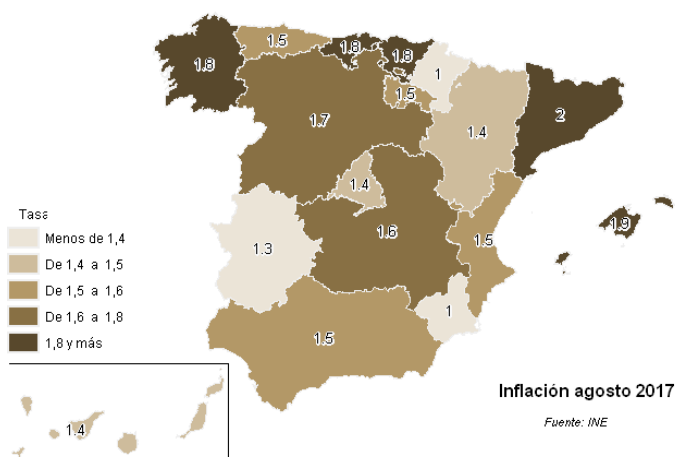 1.8
1.5
1.8
1.8
1
1.5
2
1.7
1.4
1.4
1.9
1.6
1.5
1.3
1
1.5
1.4
Tasa
Menos de 1,4
De 1,4 a 1,5
De 1,5 a 1,6
De 1,6 a 1,8
1,8 y más
Inflación agosto 2017
Fuente: INE